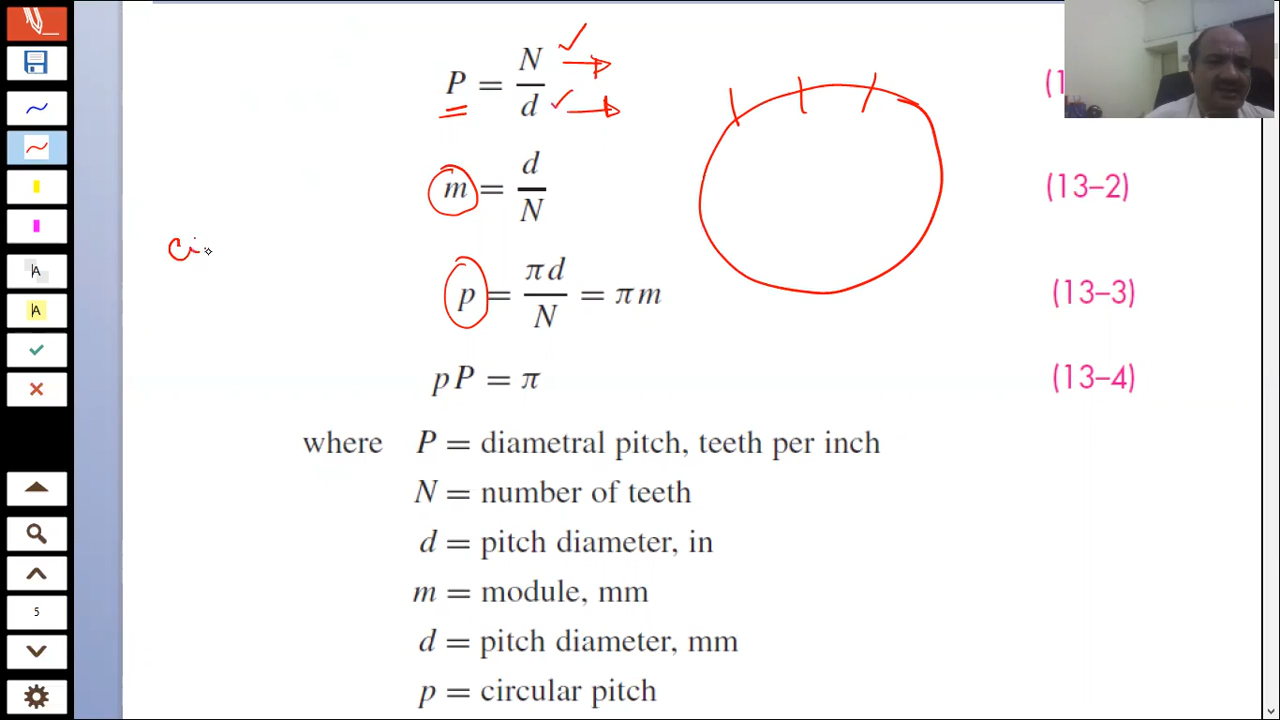 P = N/d
m = d/N (13–2)
Ci
p = πd/N = πm (13–3)
pP = π (13–4)
where P = diametral pitch, teeth per inch
N = number of teeth
d = pitch diameter, in
m = module, mm
d = pitch diameter, mm
p = circular pitch
5